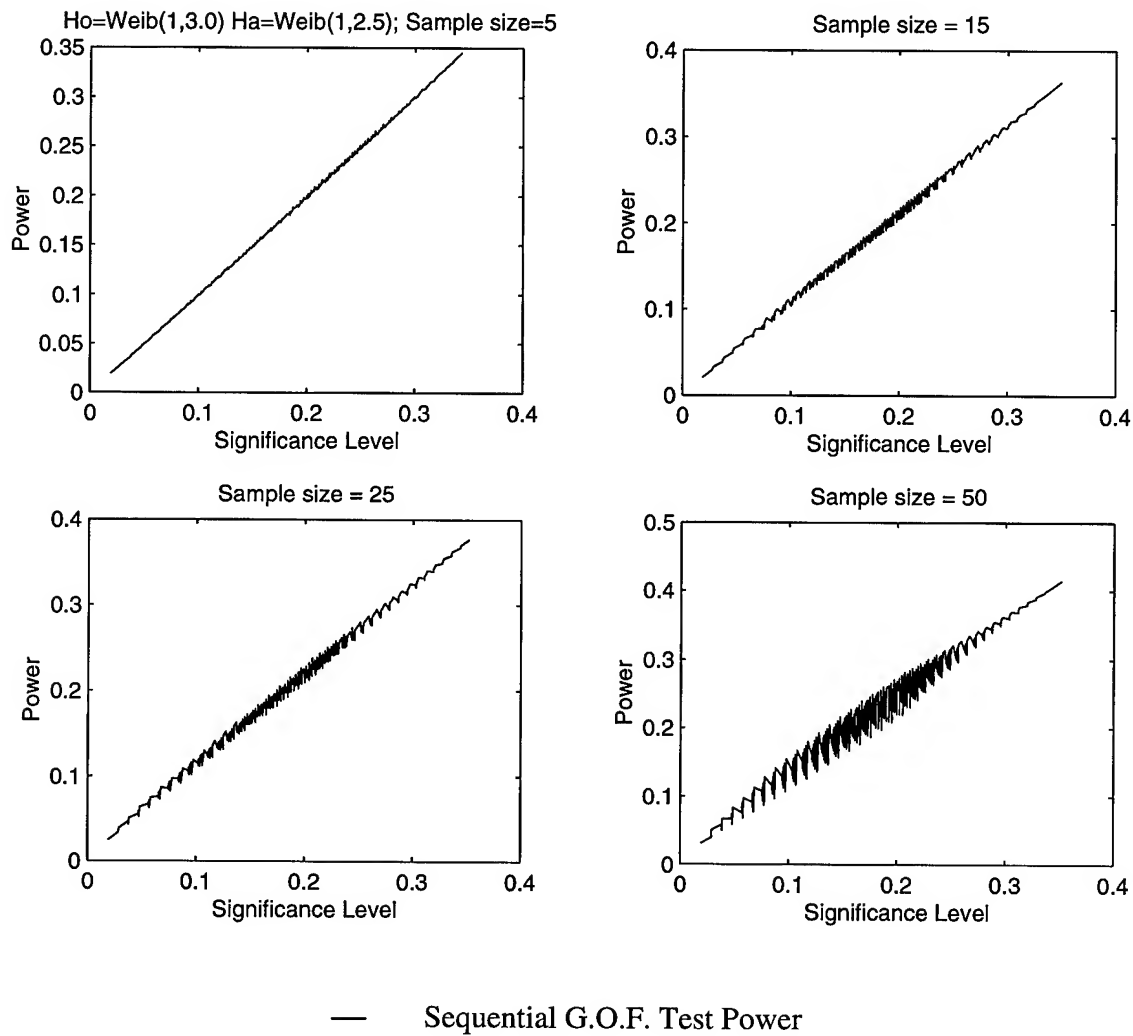 Ho=Weib(1,3.0) Ha=Weib(1,2.5); Sample size=5
0.35
0.3
0.25
0.2
0.15
0.1
0.05
0
Power
0 0.1 0.2 0.3 0.4
Significance Level
Sample size = 15
0.4
0.3
0.2
0.1
0
Power
0 0.1 0.2 0.3 0.4
Significance Level
Sample size = 25
0.4
0.3
0.2
0.1
0
Power
0 0.1 0.2 0.3 0.4
Significance Level
Sample size = 50
0.5
0.4
0.3
0.2
0.1
0
Power
0 0.1 0.2 0.3 0.4
Significance Level
— Sequential G.O.F. Test Power